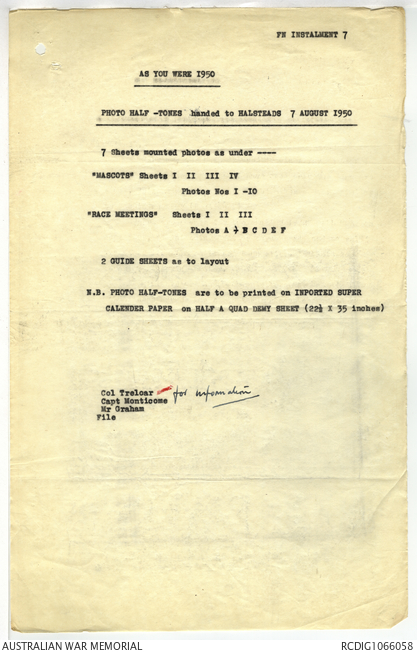 FN INSTALMENT 7
AS YOU WERE 1950
PHOTO HALF -TONES handed to HALSTEADS 7 AUGUST 1950
7 Sheets mounted photos as under ----
"MASCOTS" Sheets I II III IV
Photos Nos I -IO
"RACE MEETINGS" Sheets I II III
Photos A B C D E F
2 GUIDE SHEETS as to layout
N.B. PHOTO HALF-TONES are to be printed on INPORTED SUPER
CALENDER PAPER on HALF A QUAD DEMY SHEET (22½ X 35 inches)
Col Treloar for information
Capt Monticone
Mr Graham
File
AUSTRALIAN WAR MEMORIAL
RCDIG1066058